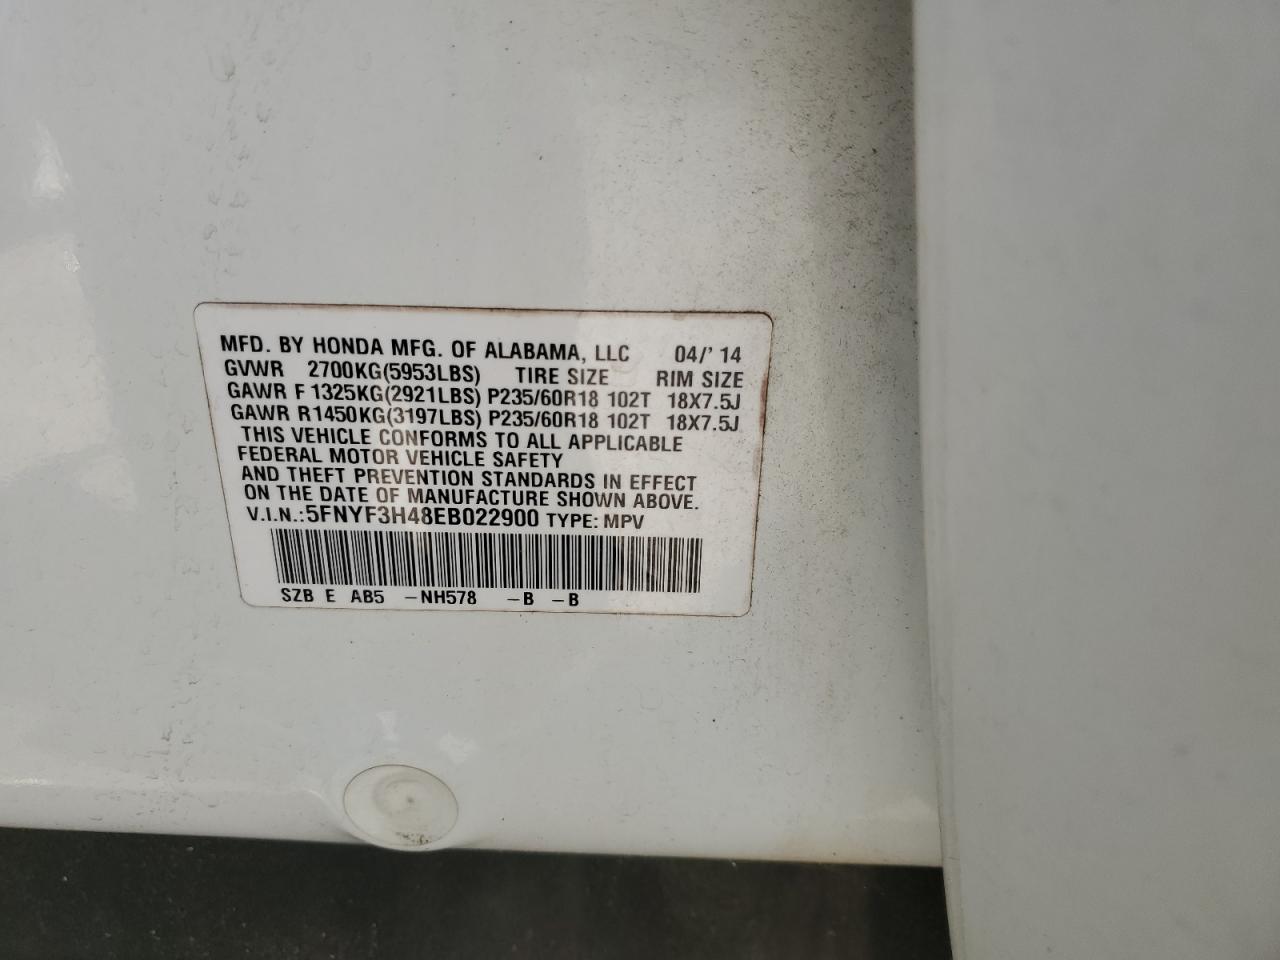 MFD. BY HONDA MFG. OF ALABAMA, LLC 04/' 14
GVWR 2700KG(5953LBS) TIRE SIZE RIM SIZE
GAWR F 1325KG(2921LBS) P235/60R18 102T 18X7.5J
GAWR R1450KG(3197LBS) P235/60R18 102T 18X7.5J
THIS VEHICLE CONFORMS TO ALL APPLICABLE
FEDERAL MOTOR VEHICLE SAFETY
AND THEFT PREVENTION STANDARDS IN EFFECT
ON THE DATE OF MANUFACTURE SHOWN ABOVE.
V.I.N.:5FNYF3H48EB022900 TYPE: MPV
SZB E AB5 -NH578 -B -B